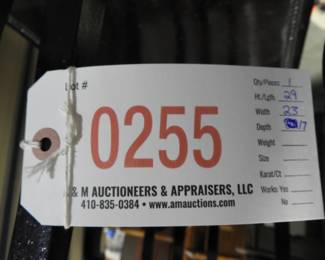 Lot #
0255
& M AUCTIONEERS & APPRAISERS, LLC
410-835-0384 • www.amauctions.com
Qty/Pieces 1
Ht./Lgth 29
Width 23
Depth 17
Weight
Size
Karat/Ct
Works Yes
No